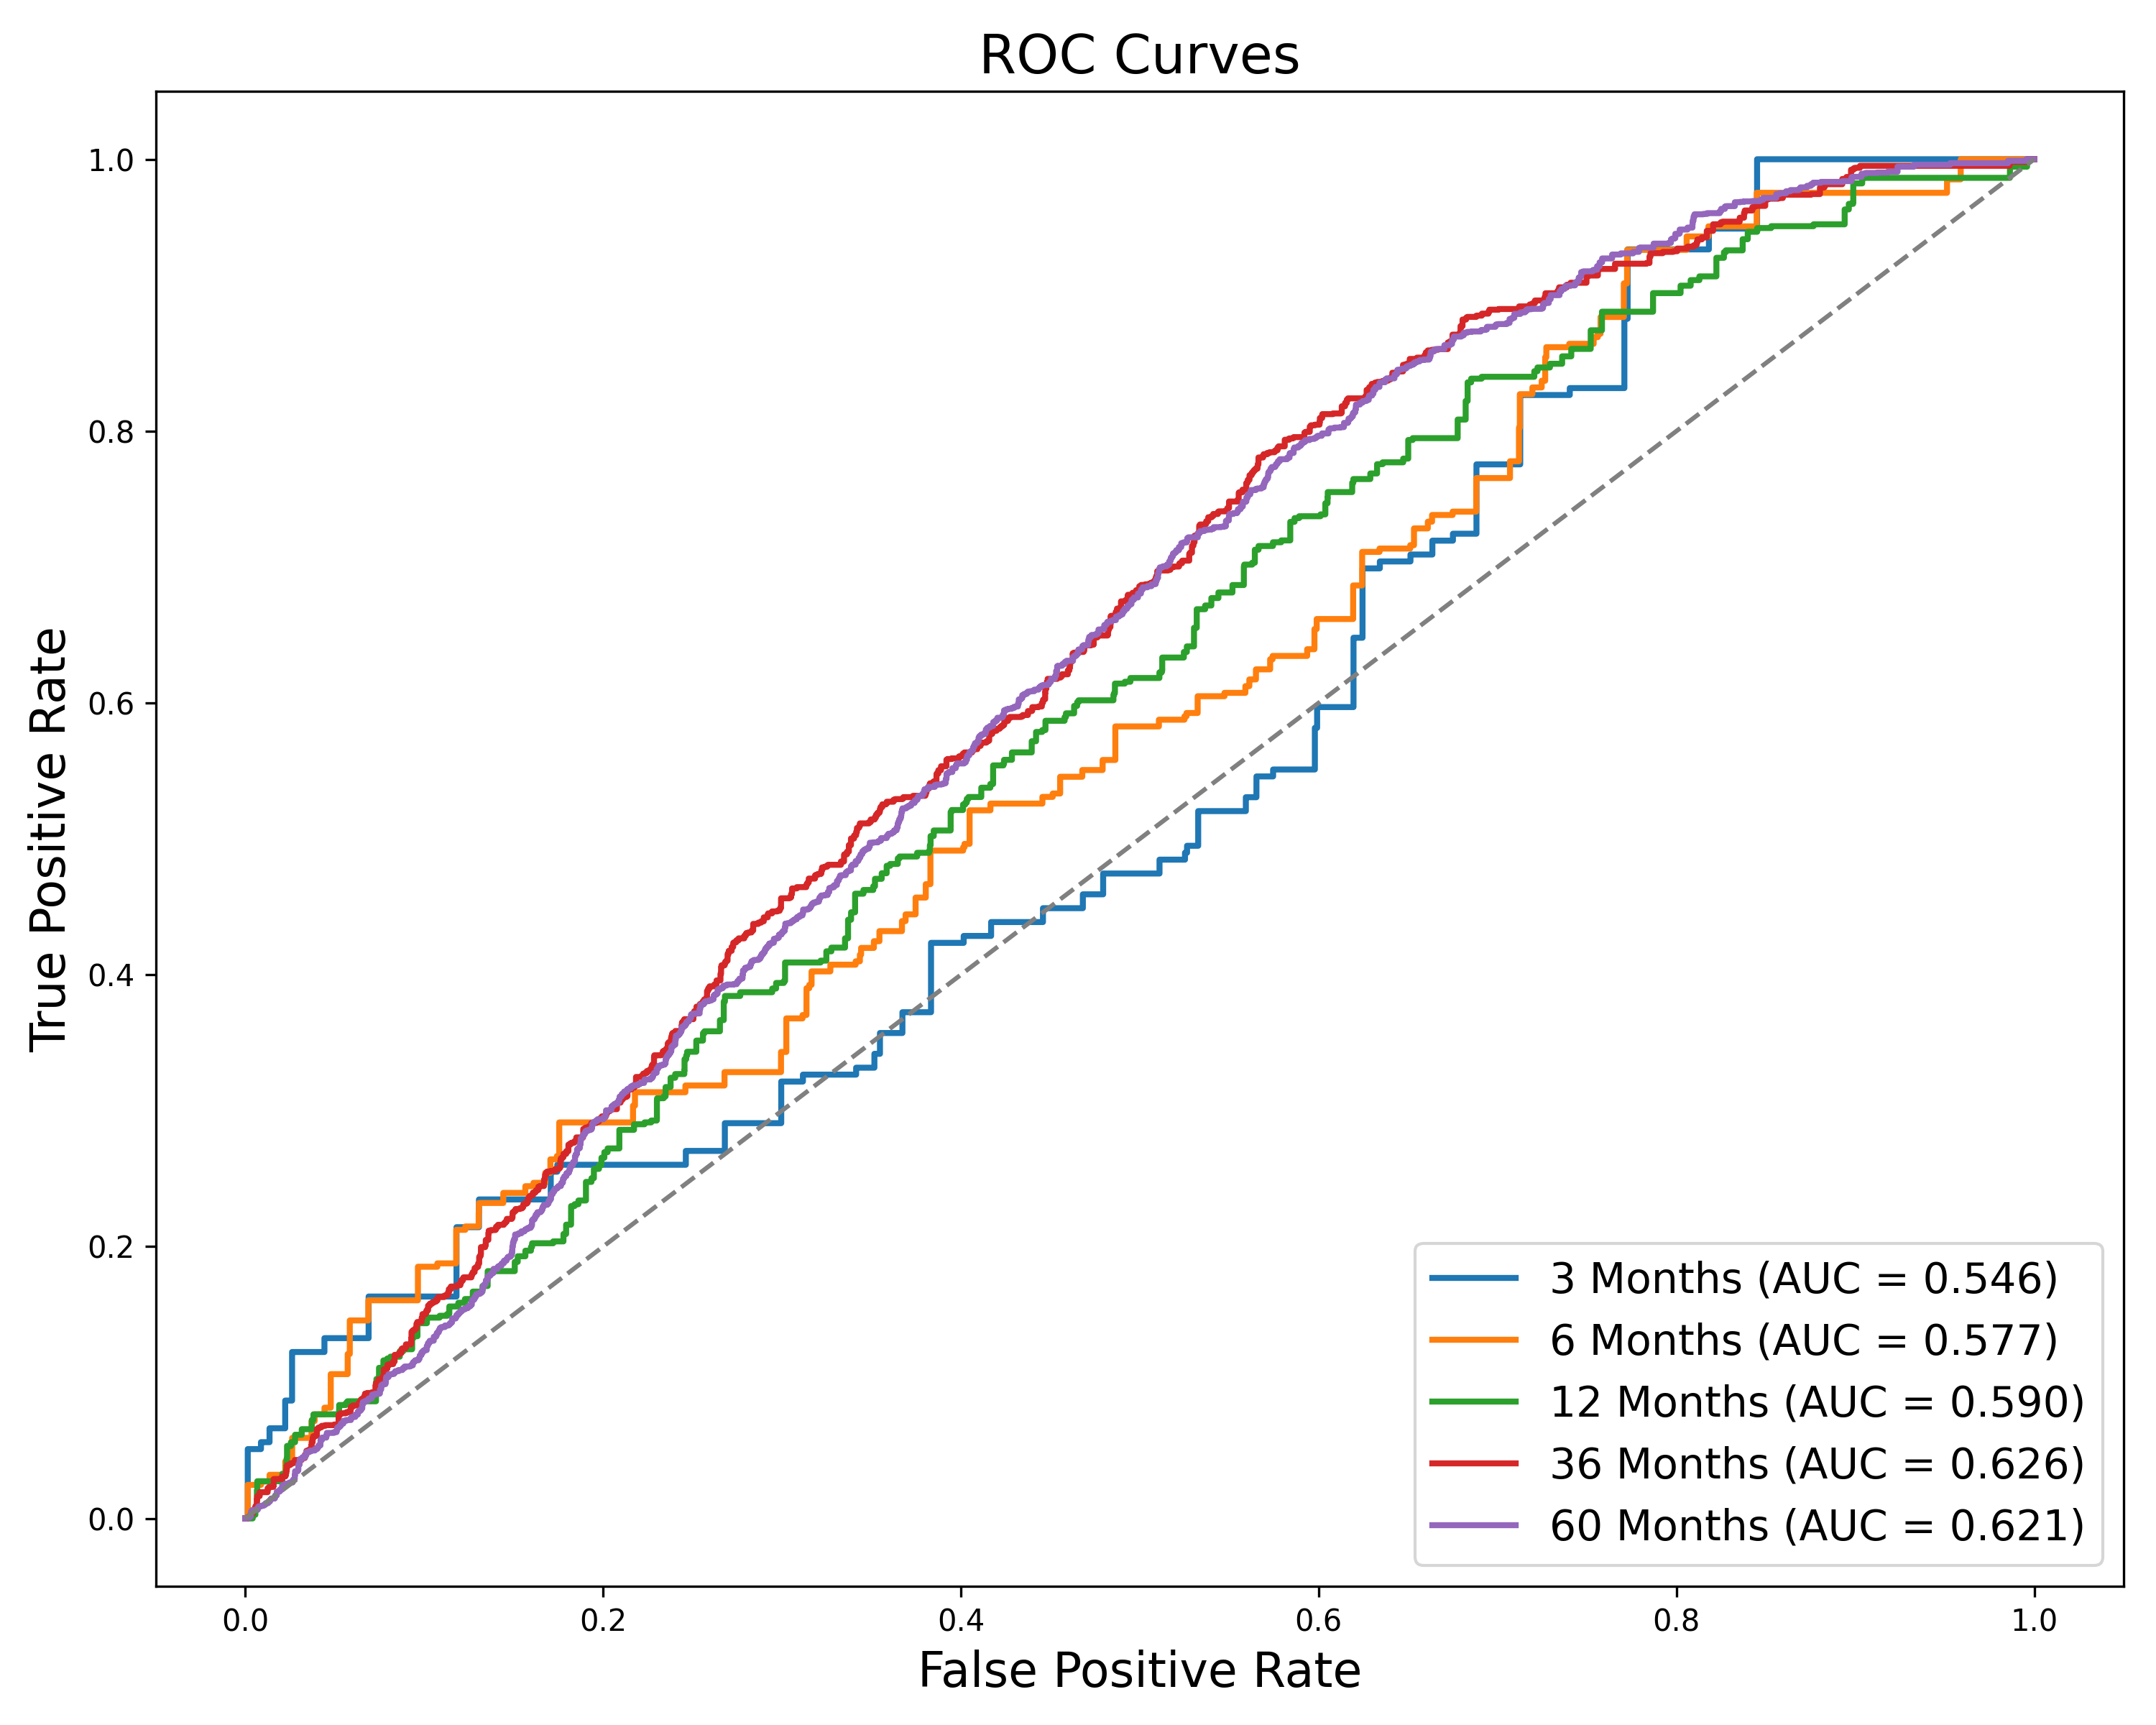 ROC Curves
True Positive Rate
1.0
0.8
0.6
0.4
0.2
0.0
0.0 0.2 0.4 0.6 0.8 1.0
False Positive Rate
3 Months (AUC = 0.546)
6 Months (AUC = 0.577)
12 Months (AUC = 0.590)
36 Months (AUC = 0.626)
60 Months (AUC = 0.621)